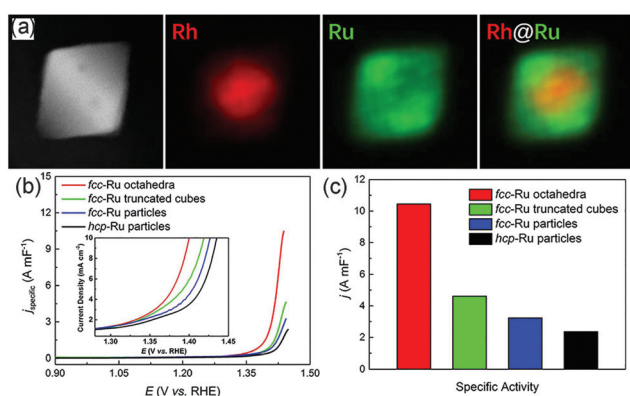 (a) Rh Ru Rh@Ru
(b)
15
12
9
6
3
0
fcc-Ru octahedra
fcc-Ru truncated cubes
fcc-Ru particles
hcp-Ru particles
jspecific (A mF⁻¹)
Current Density (mA cm⁻²)
10
8
6
4
2
1.30 1.35 1.40 1.45
E (V vs. RHE)
0.90 1.05 1.20 1.35 1.50
E (V vs. RHE)
(c)
12
10
8
6
4
2
0
fcc-Ru octahedra
fcc-Ru truncated cubes
fcc-Ru particles
hcp-Ru particles
j (A mF⁻¹)
Specific Activity